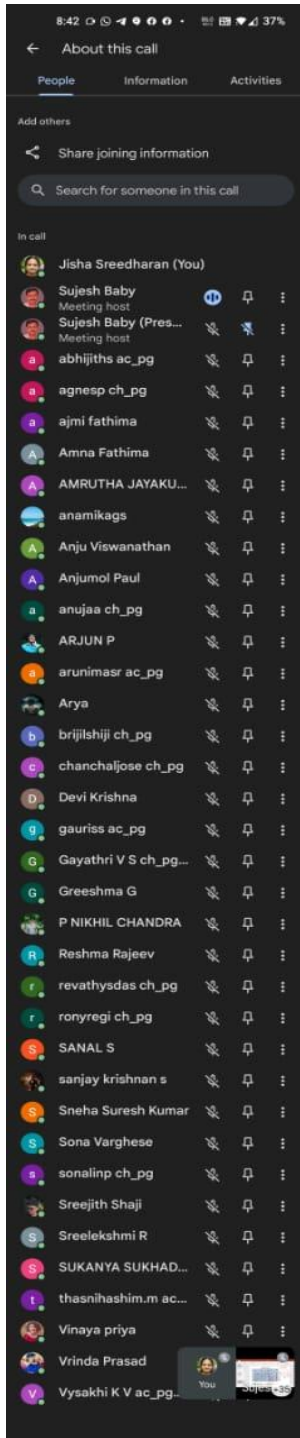 8:42 37%
About this call
People Information Activities
Add others
Share joining information
Search for someone in this call
In call
Jisha Sreedharan (You)
Sujesh Baby
Meeting host
Sujesh Baby (Pres...
Meeting host
a abhijiths ac_pg
a agnesp ch_pg
a ajmi fathima
A Amna Fathima
A AMRUTHA JAYAKU...
anamikags
A Anju Viswanathan
A Anjumol Paul
a anujaa ch_pg
ARJUN P
a arunimasr ac_pg
Arya
b brijilshiji ch_pg
c chanchaljose ch_pg
D Devi Krishna
g gauriss ac_pg
G Gayathri V S ch_pg...
G Greeshma G
P NIKHIL CHANDRA
R Reshma Rajeev
r revathysdas ch_pg
r ronyregi ch_pg
S SANAL S
sanjay krishnan s
S Sneha Suresh Kumar
S Sona Varghese
s sonalinp ch_pg
Sreejith Shaji
S Sreelekshmi R
S SUKANYA SUKHAD...
t thasnihashim.m ac...
Vinaya priya
Vrinda Prasad
You
V Vysakhi K V ac_pg...
+35